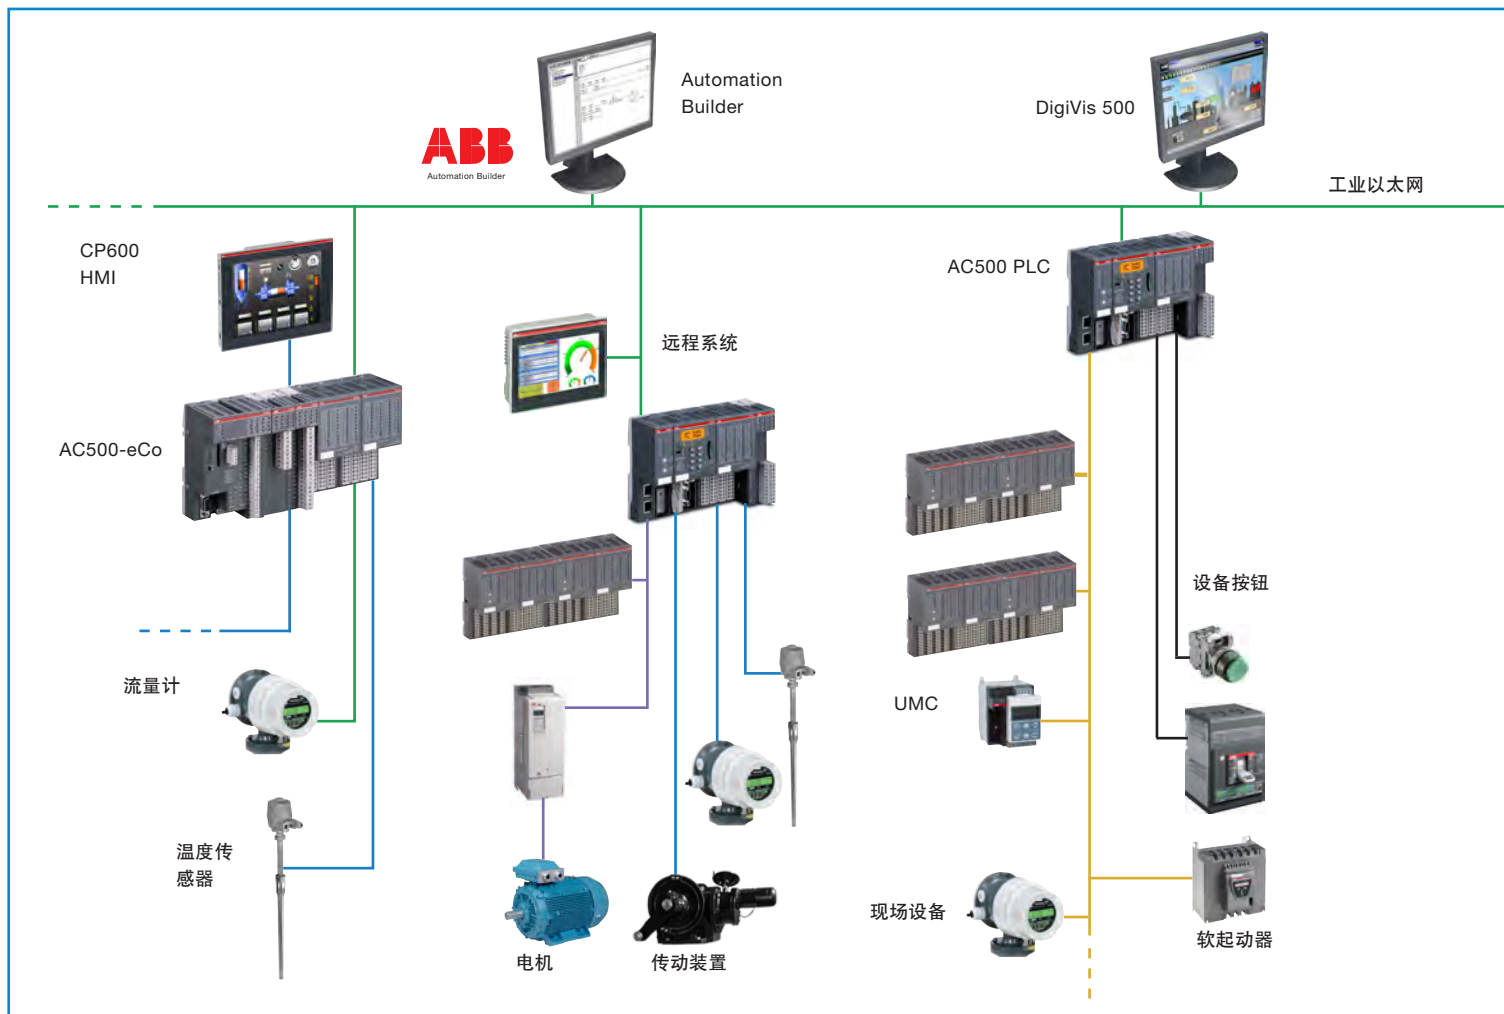 Automation
Builder
DigiVis 500
ABB
Automation Builder
工业以太网
CP600
HMI
AC500 PLC
远程系统
AC500-eCo
设备按钮
流量计
UMC
温度传
感器
现场设备
软起动器
电机
传动装置